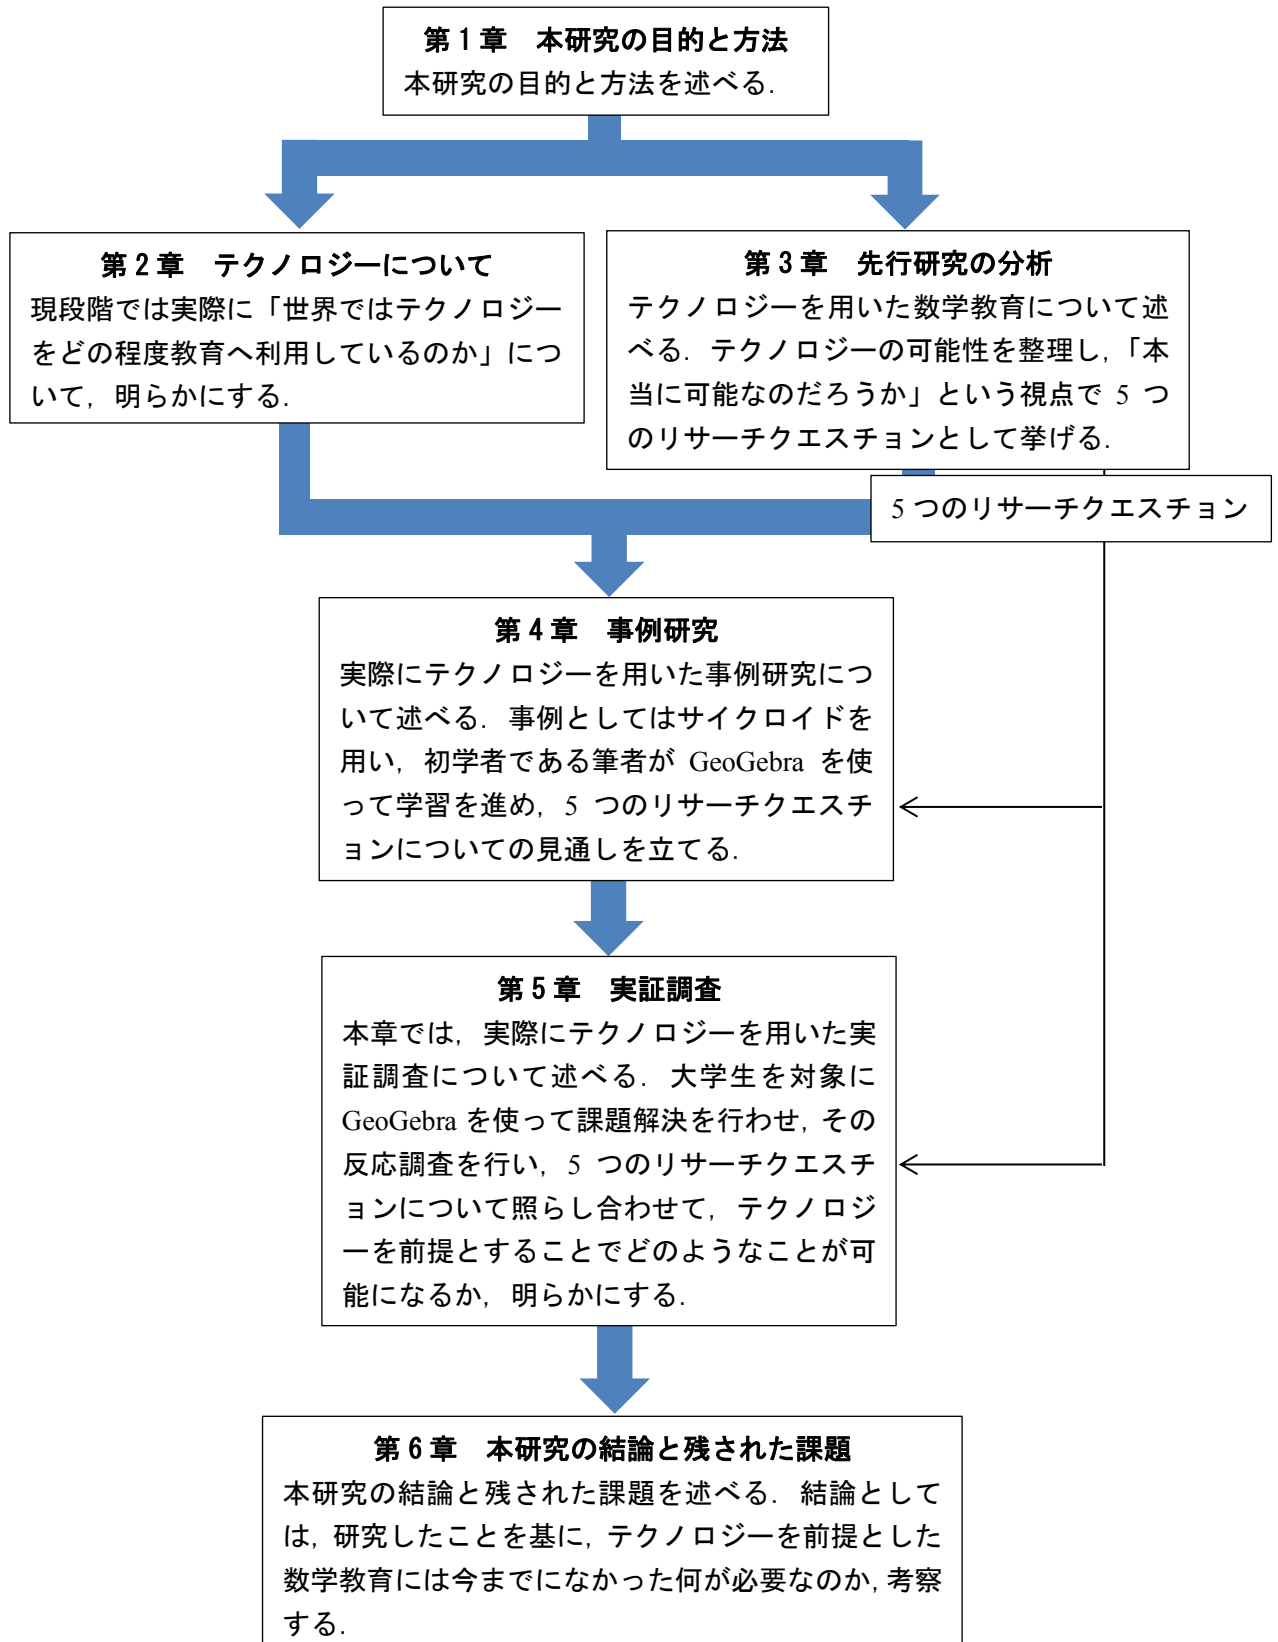 第１章　本研究の目的と方法
本研究の目的と方法を述べる．
第２章　テクノロジーについて
現段階では実際に「世界ではテクノロジー
をどの程度教育へ利用しているのか」につ
いて，明らかにする．
第３章　先行研究の分析
テクノロジーを用いた数学教育について述
べる．テクノロジーの可能性を整理し，「本
当に可能なのだろうか」という視点で 5 つ
のリサーチクエスチョンとして挙げる．
5 つのリサーチクエスチョン
第４章　事例研究
実際にテクノロジーを用いた事例研究につ
いて述べる．事例としてはサイクロイドを
用い，初学者である筆者が GeoGebra を使
って学習を進め，5 つのリサーチクエスチ
ョンについての見通しを立てる．
第５章　実証調査
本章では，実際にテクノロジーを用いた実
証調査について述べる．大学生を対象に
GeoGebra を使って課題解決を行わせ，その
反応調査を行い，5 つのリサーチクエスチ
ョンについて照らし合わせて，テクノロジ
ーを前提とすることでどのようなことが可
能になるか，明らかにする．
第６章　本研究の結論と残された課題
本研究の結論と残された課題を述べる．結論として
は，研究したことを基に，テクノロジーを前提とした
数学教育には今までになかった何が必要なのか，考察
する．